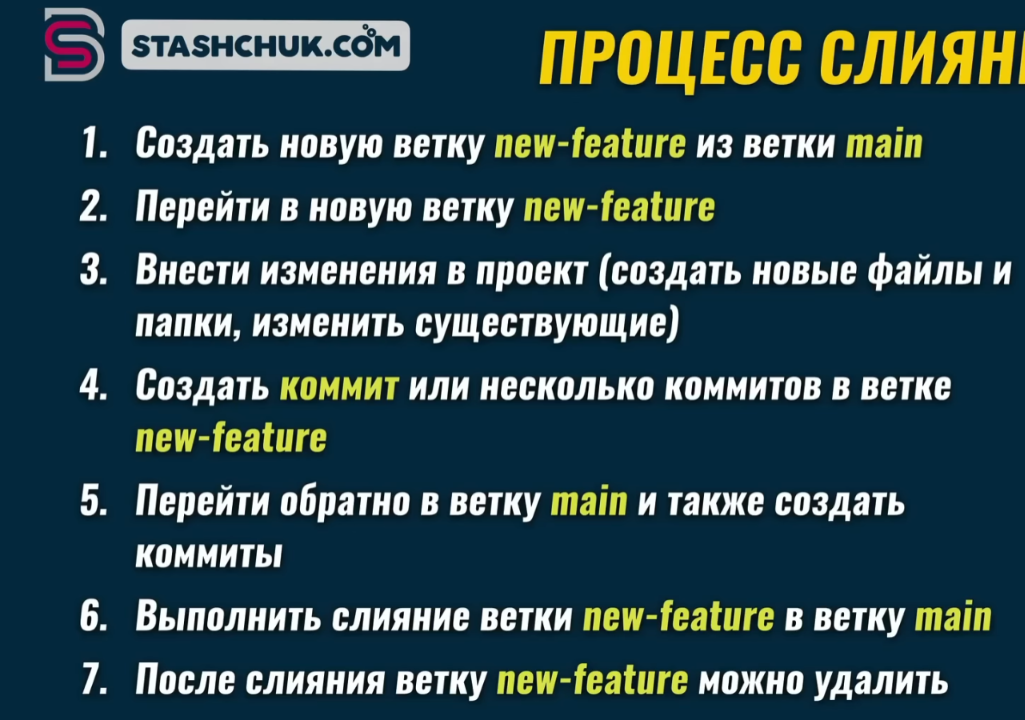 STASHCHUK.COM
ПРОЦЕСС СЛИЯН
1. Создать новую ветку new-feature из ветки main
2. Перейти в новую ветку new-feature
3. Внести изменения в проект (создать новые файлы и
папки, изменить существующие)
4. Создать коммит или несколько коммитов в ветке
new-feature
5. Перейти обратно в ветку main и также создать
коммиты
6. Выполнить слияние ветки new-feature в ветку main
7. После слияния ветку new-feature можно удалить